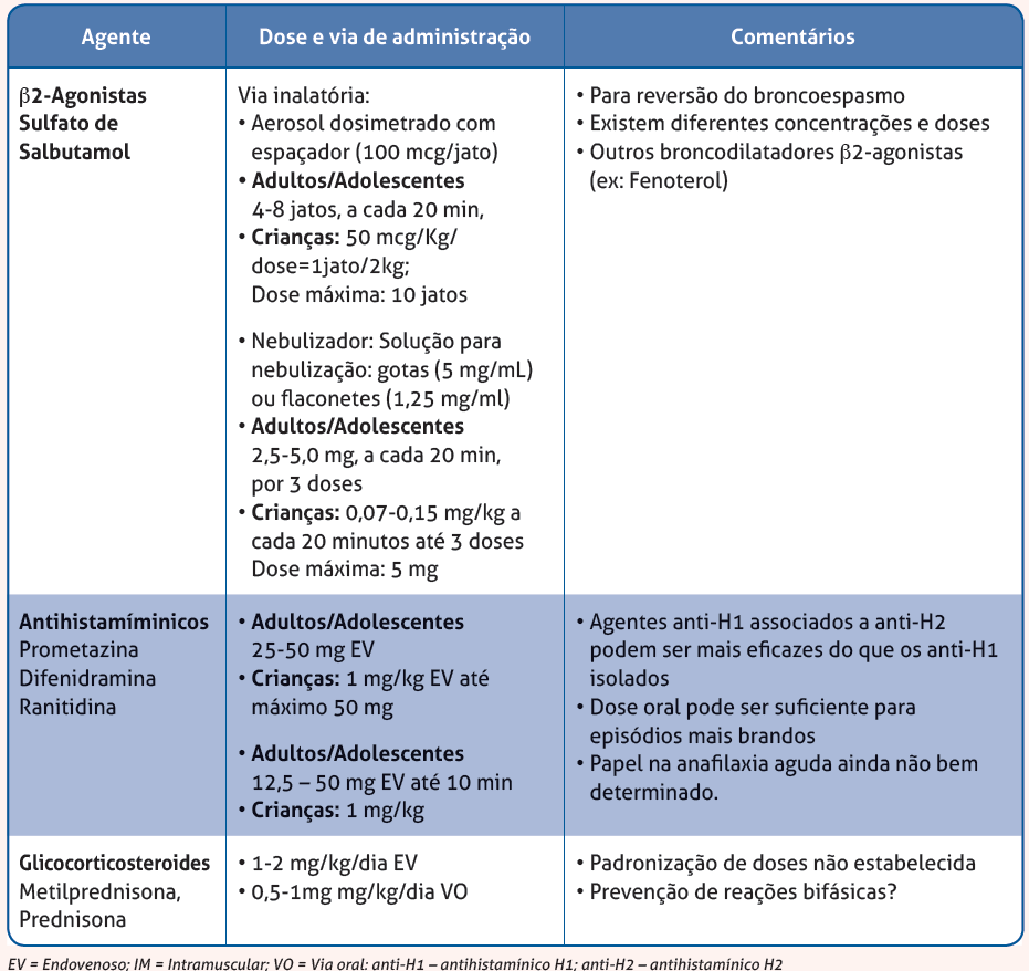 Agente
Dose e via de administração
Comentários
β2-Agonistas
Sulfato de
Salbutamol
Via inalatória:
• Aerosol dosimetrado com
espaçador (100 mcg/jato)
• Adultos/Adolescentes
4-8 jatos, a cada 20 min,
• Crianças: 50 mcg/Kg/
dose=1jato/2kg;
Dose máxima: 10 jatos
• Nebulizador: Solução para
nebulização: gotas (5 mg/mL)
ou flaconetes (1,25 mg/ml)
• Adultos/Adolescentes
2,5-5,0 mg, a cada 20 min,
por 3 doses
• Crianças: 0,07-0,15 mg/kg a
cada 20 minutos até 3 doses
Dose máxima: 5 mg
• Para reversão do broncoespasmo
• Existem diferentes concentrações e doses
• Outros broncodilatadores β2-agonistas
(ex: Fenoterol)
Antihistamíminicos
Prometazina
Difenidramina
Ranitidina
• Adultos/Adolescentes
25-50 mg EV
• Crianças: 1 mg/kg EV até
máximo 50 mg
• Adultos/Adolescentes
12,5 – 50 mg EV até 10 min
• Crianças: 1 mg/kg
• Agentes anti-H1 associados a anti-H2
podem ser mais eficazes do que os anti-H1
isolados
• Dose oral pode ser suficiente para
episódios mais brandos
• Papel na anafilaxia aguda ainda não bem
determinado.
Glicocorticosteroides
Metilprednisona,
Prednisona
• 1-2 mg/kg/dia EV
• 0,5-1mg mg/kg/dia VO
• Padronização de doses não estabelecida
• Prevenção de reações bifásicas?
EV = Endovenoso; IM = Intramuscular; VO = Via oral; anti-H1 – antihistamínico H1; anti-H2 – antihistamínico H2